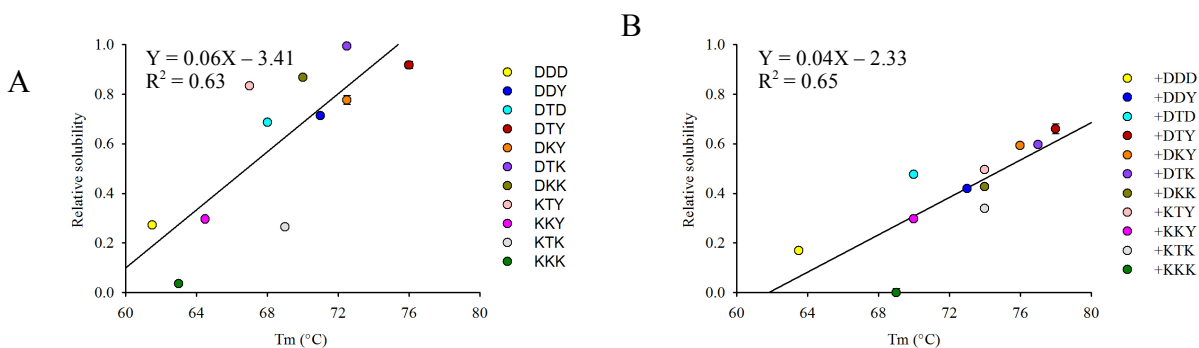 A
Y = 0.06X – 3.41
R² = 0.63
Relative solubility
1.0
0.8
0.6
0.4
0.2
0.0
60
64
68
72
76
80
Tm (°C)
DDD
DDY
DTD
DTY
DKY
DTK
DKK
KTY
KKY
KTK
KKK
B
Y = 0.04X – 2.33
R² = 0.65
Relative solubility
1.0
0.8
0.6
0.4
0.2
0.0
60
64
68
72
76
80
Tm (°C)
+DDD
+DDY
+DTD
+DTY
+DKY
+DTK
+DKK
+KTY
+KKY
+KTK
+KKK